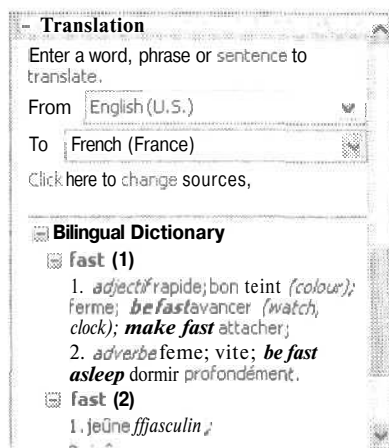 Translation
Enter a word, phrase or sentence to
translate.
From English (U.S.)
To French (France)
Click here to change sources,
Bilingual Dictionary
fast (1)
1. adjectif rapide; bon teint (colour);
ferme; be fast avancer (watch,
clock); make fast attacher;
2. adverbe feme; vite; be fast
asleep dormir profondément.
fast (2)
1. jeûne